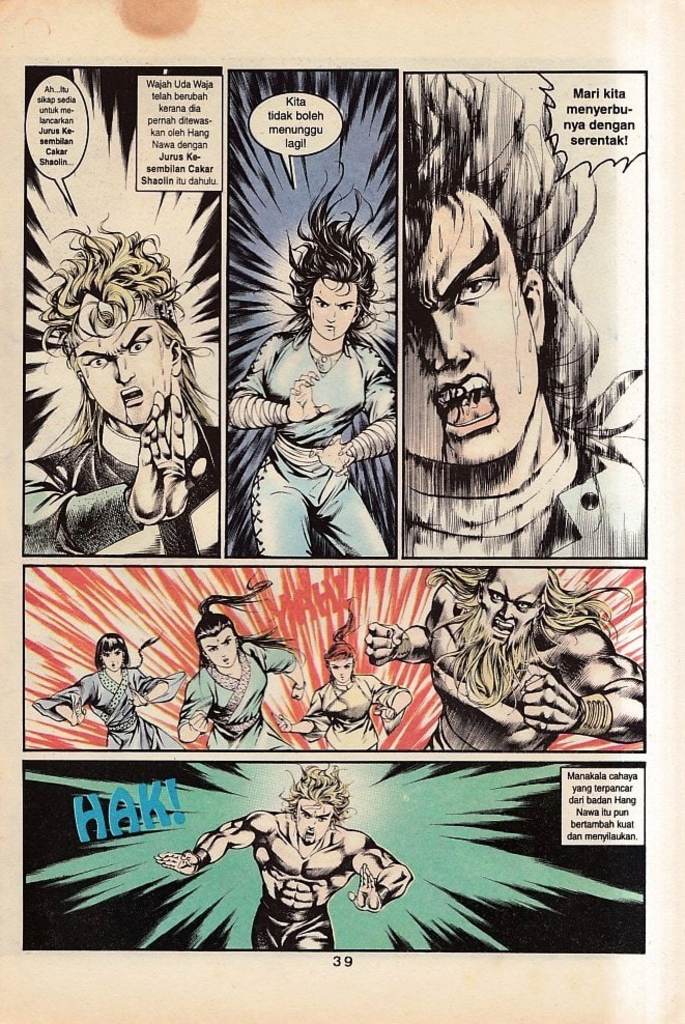 Ah...Itu
sikap sedia
untuk me-
lancarkan
Jurus Ke-
sembilan
Cakar
Shaolin...
Wajah Uda Waja
telah berubah
kerana dia
pernah ditewas-
kan oleh Hang
Nawa dengan
Jurus Ke-
sembilan Cakar
Shaolin itu dahulu.
Kita
tidak boleh
menunggu
lagi!
Mari kita
menyerbu-
nya dengan
serentak!
HAH!
HAK!
Manakala cahaya
yang terpancar
dari badan Hang
Nawa itu pun
bertambah kuat
dan menyilaukan.
39